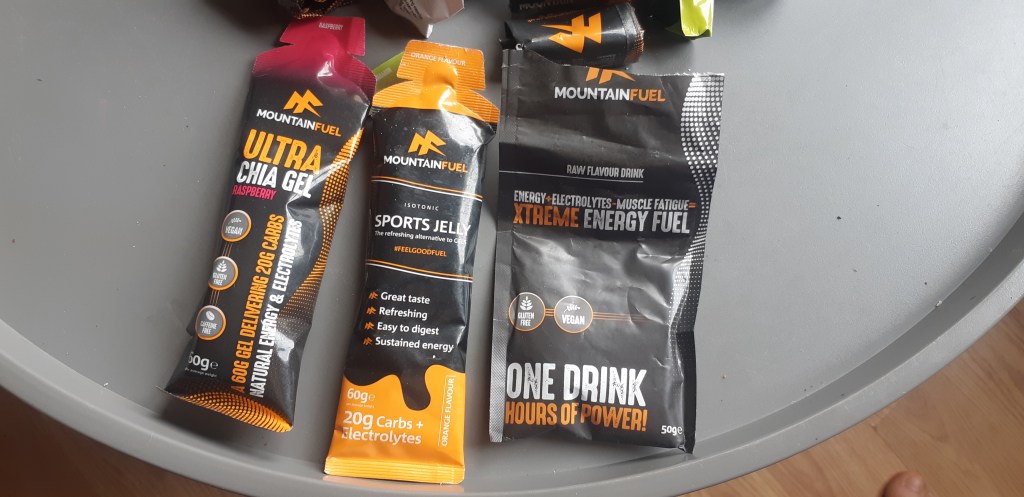 RASPBERRY
MOUNTAINFUEL
ULTRA
CHIA GEL
RASPBERRY
VEGAN
GLUTEN
FREE
CAFFEINE
FREE
A 60G GEL DELIVERING 20G CARBS
NATURAL ENERGY & ELECTROLYTES
60g e
ORANGE FLAVOUR
MOUNTAINFUEL
ISOTONIC
SPORTS JELLY
The refreshing alternative to GELS
#FEELGOODFUEL
Great taste
Refreshing
Easy to digest
Sustained energy
60g e
20g Carbs +
Electrolytes
ORANGE FLAVOUR
MOUNTAINFUEL
RAW FLAVOUR DRINK
ENERGY+ELECTROLYTES-MUSCLE FATIGUE=
XTREME ENERGY FUEL
GLUTEN
FREE
VEGAN
ONE DRINK
HOURS OF POWER!
50g e